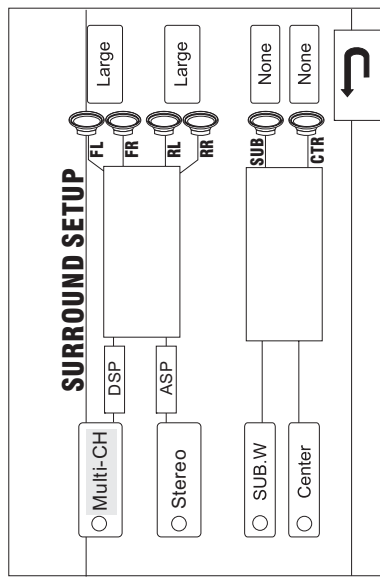 SURROUND SETUP
Multi-CH
DSP
FL
Large
FR
Stereo
ASP
RL
Large
RR
SUB.W
SUB
None
Center
CTR
None